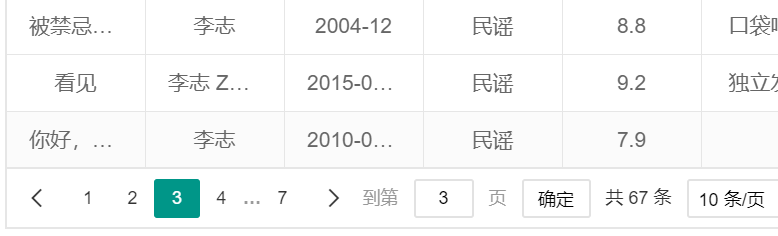 被禁忌… 李志 2004-12 民谣 8.8 口袋
看见 李志 Z… 2015-0… 民谣 9.2 独立发
你好，… 李志 2010-0… 民谣 7.9
< 1 2 3 4 … 7 > 到第 3 页 确定 共 67 条 10 条/页